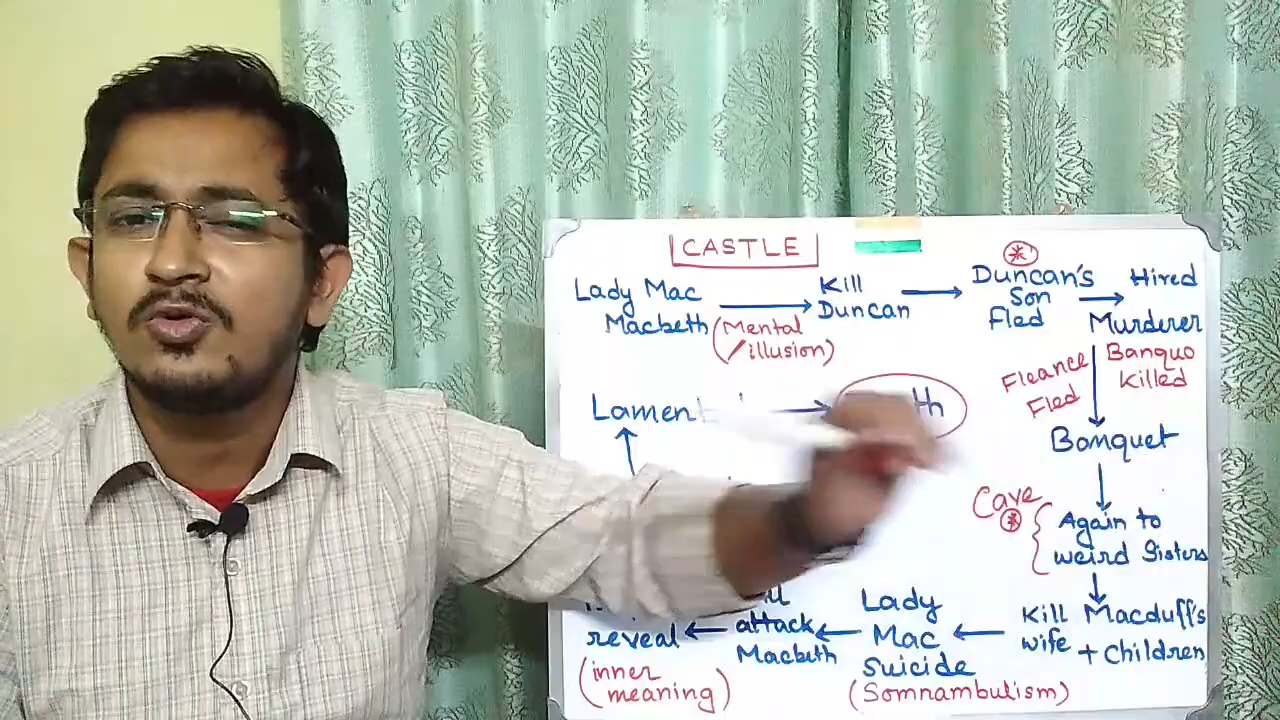 CASTLE
Lady Mac
Macbeth
(Mental
illusion)
Kill
Duncan
Duncan's
Son
Fled
Hired
Murderer
Banquo
Killed
Fleance
Fled
Banquet
Cave
Again to
weird Sisters
Kill Macduff's
wife + children
Lady
Mac
Suicide
(Somnambulism)
attack
Macbeth
reveal
(inner
meaning)